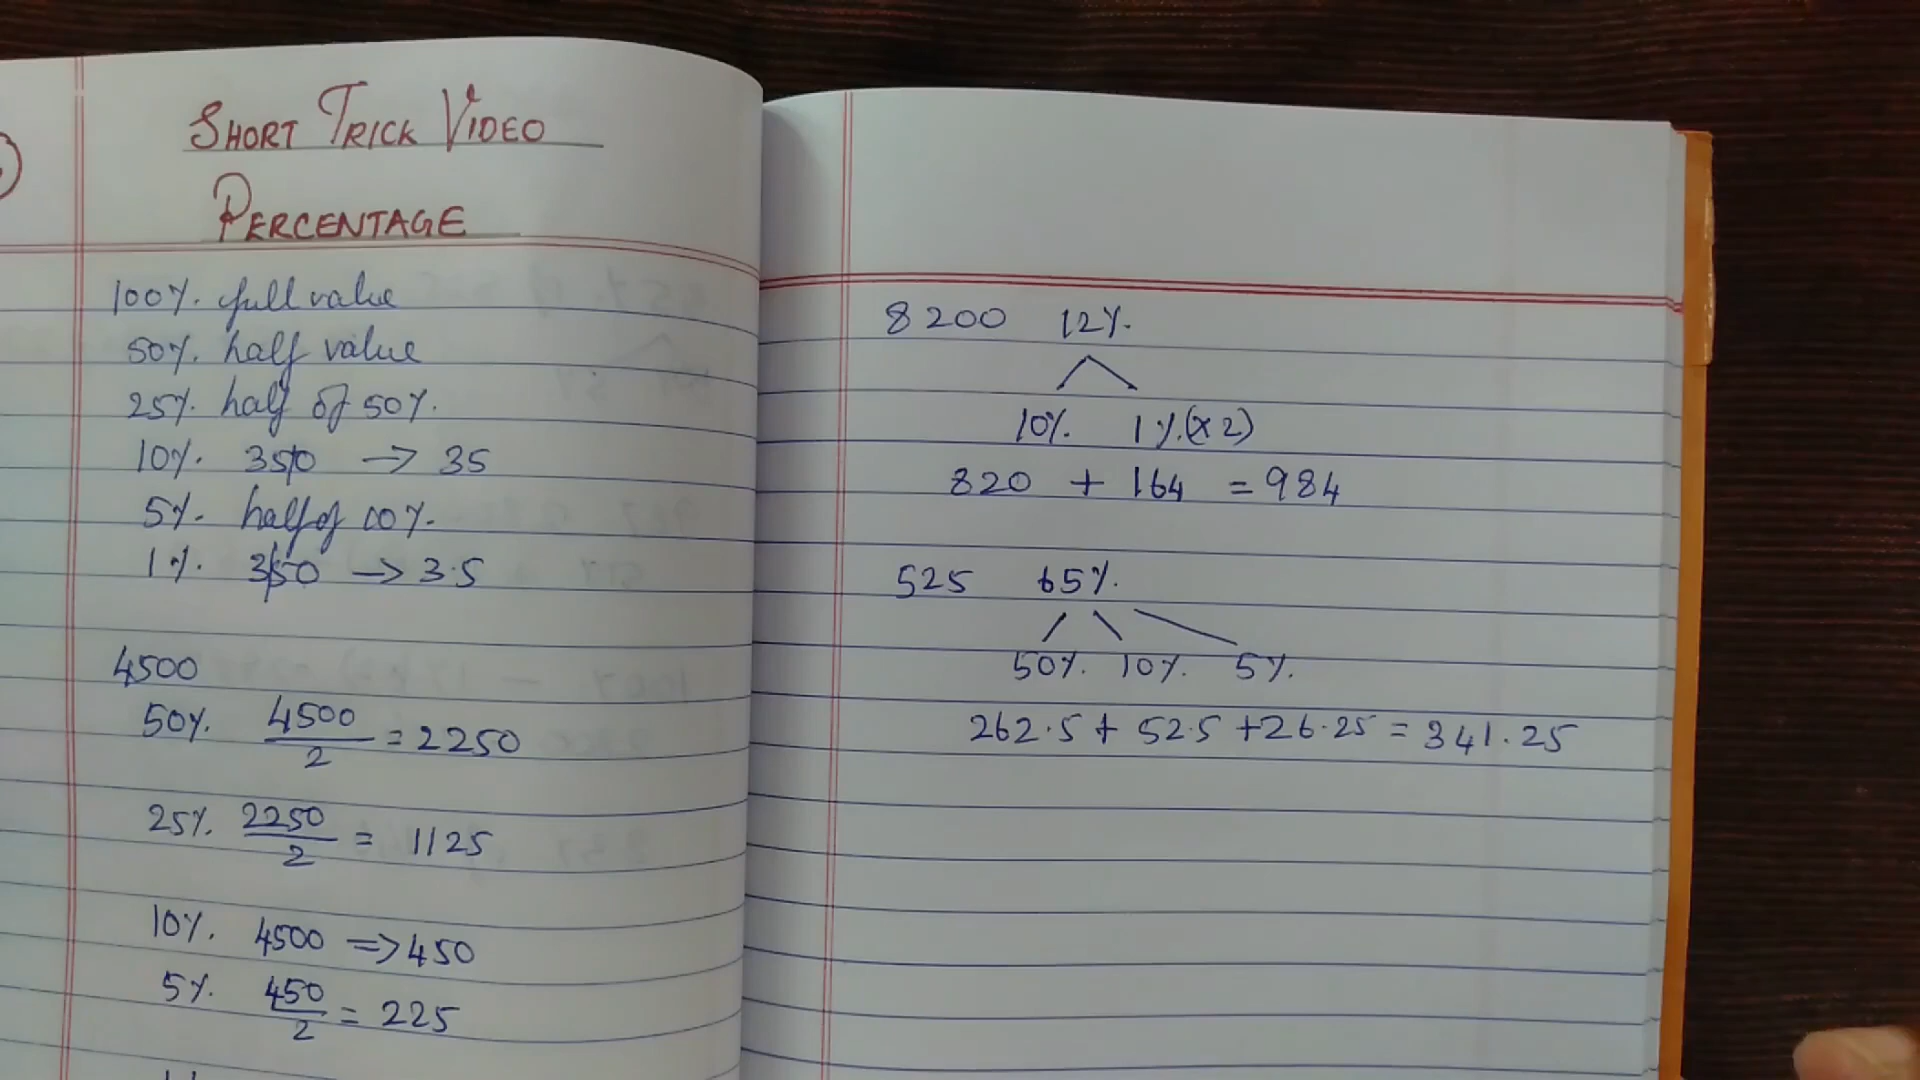 SHORT TRICK VIDEO
PERCENTAGE
100%. full value
50%. half value
25%. half of 50%.
10%. 350 → 35
5%. half of 10%.
1%. 350 → 3.5
4500
50%. 4500/2 = 2250
25%. 2250/2 = 1125
10%. 4500 => 450
5%. 450/2 = 225
8200 12%.
10%. 1%.(x2)
820 + 164 = 984
525 65%.
50%. 10%. 5%.
262.5 + 52.5 + 26.25 = 341.25